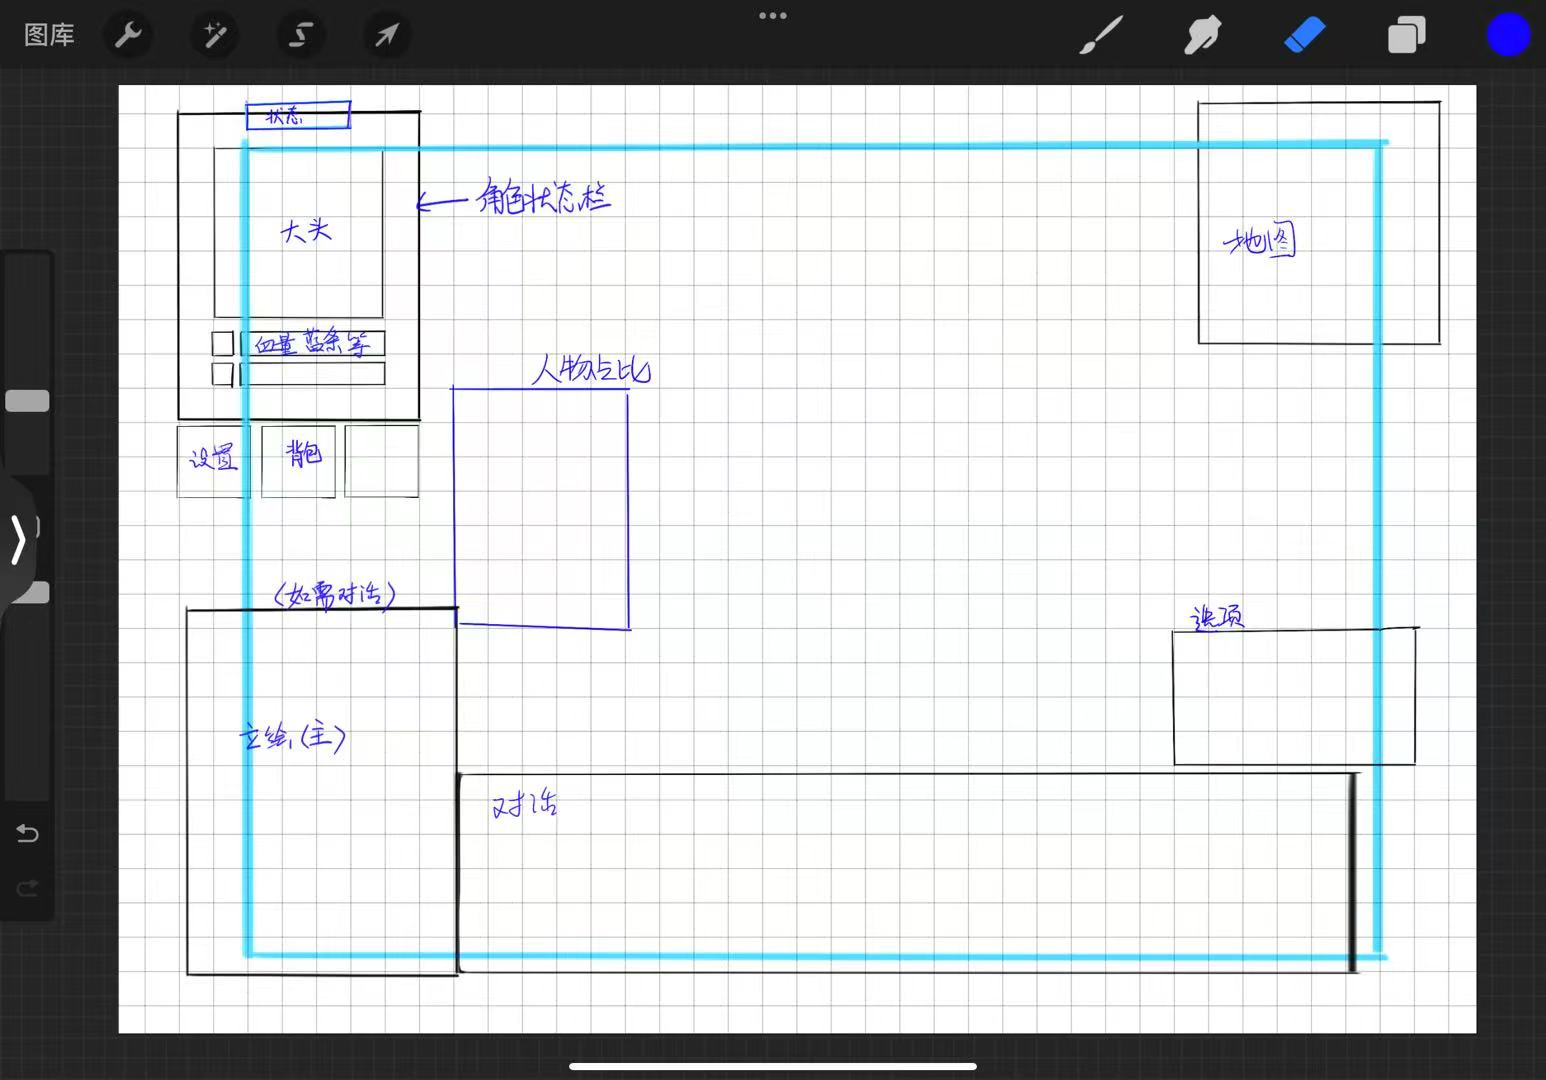 图库
状态
角色状态栏
大头
地图
血量 蓝条等
人物占比
设置
背包
(如需对话)
选项
立绘(主)
对话